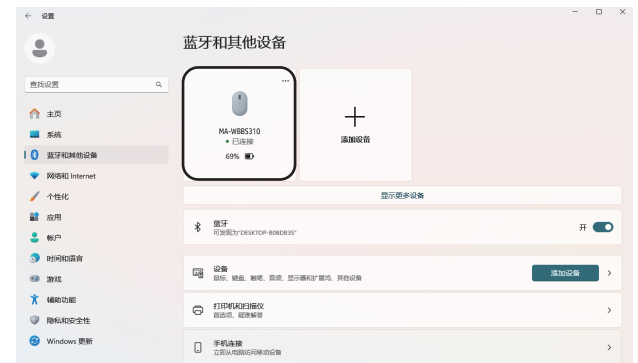 设置
蓝牙和其他设备
查找设置
主页
系统
蓝牙和其他设备
网络和 Internet
个性化
应用
帐户
时间和语言
游戏
辅助功能
隐私和安全性
Windows 更新
MA-WBBS310
已连接
69%
添加设备
显示更多设备
蓝牙
可发现为"DESKTOP-B0BDB3S"
开
设备
鼠标、键盘、触笔、音频、显示器和扩展坞、其他设备
添加设备
打印机和扫描仪
首选项、疑难解答
手机连接
立即从电脑访问移动设备